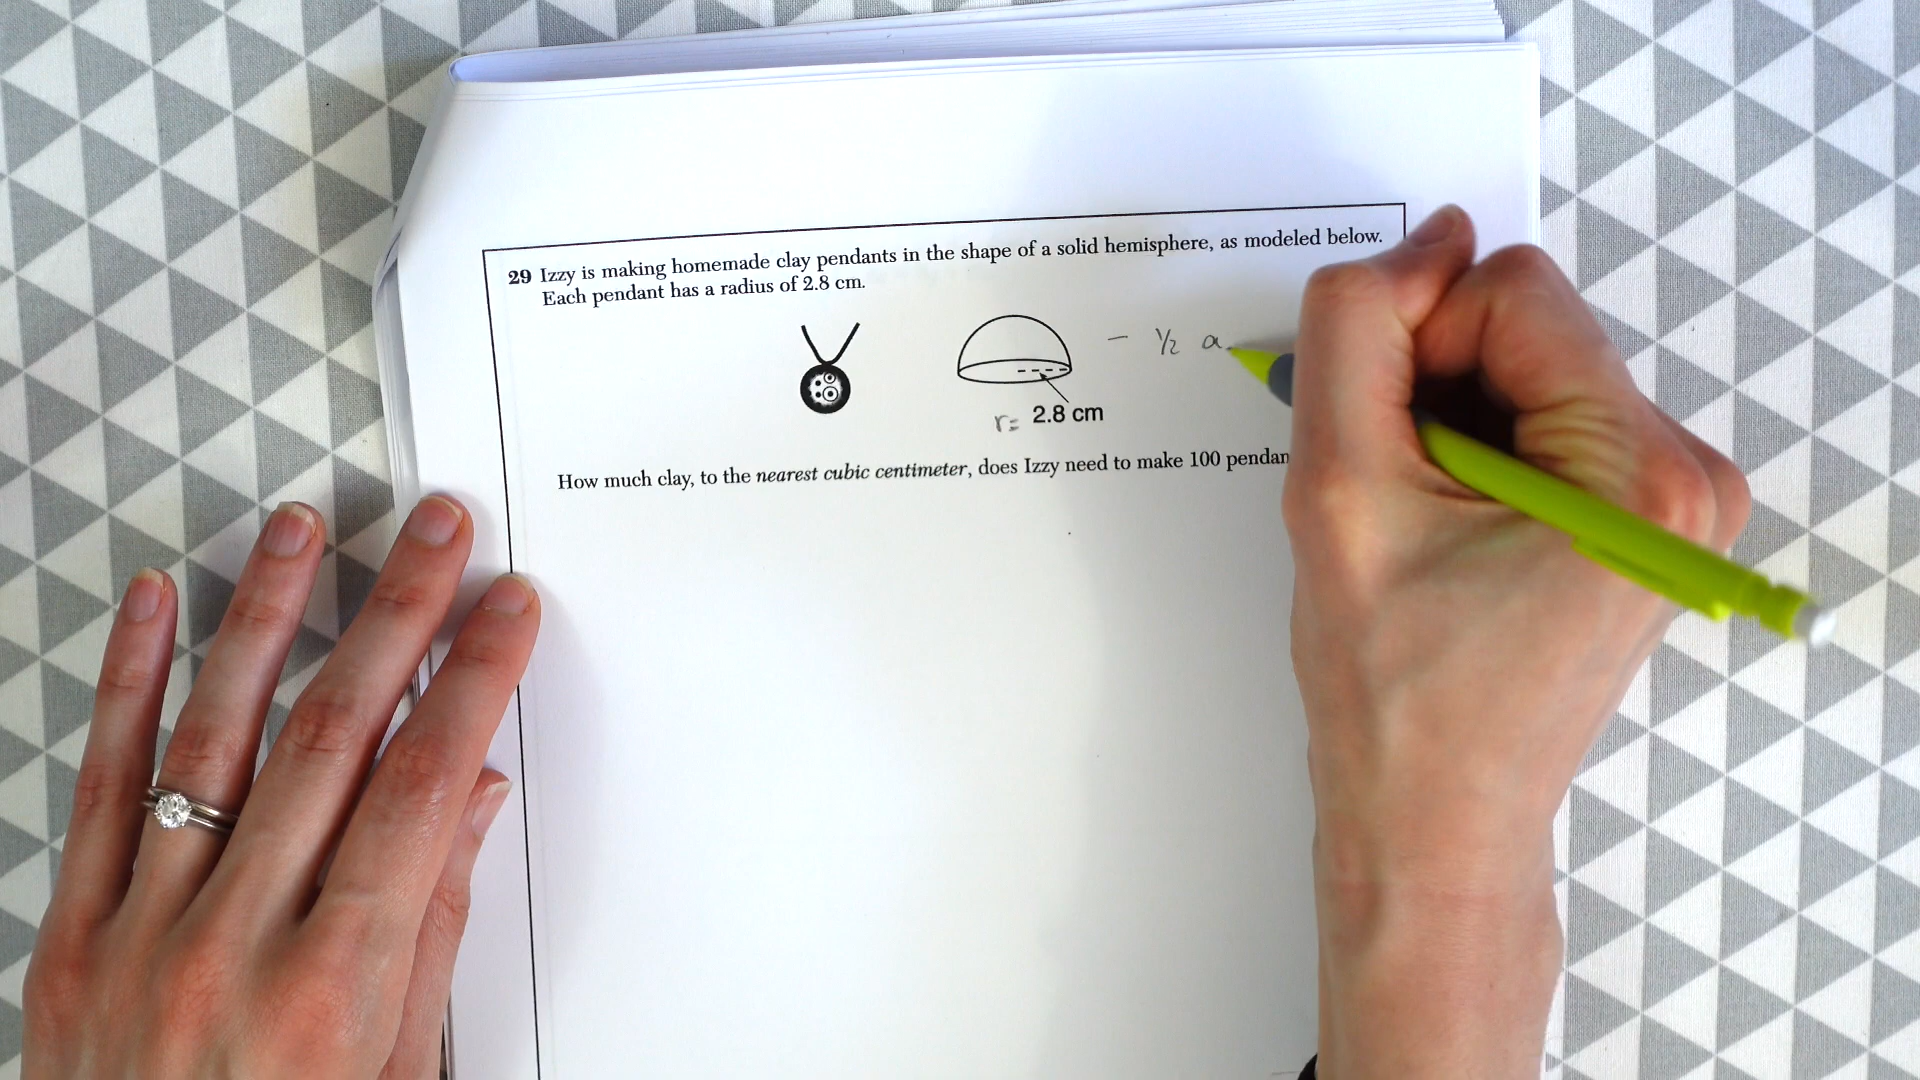 29 Izzy is making homemade clay pendants in the shape of a solid hemisphere, as modeled below.
Each pendant has a radius of 2.8 cm.
– ½ a
r= 2.8 cm
How much clay, to the nearest cubic centimeter, does Izzy need to make 100